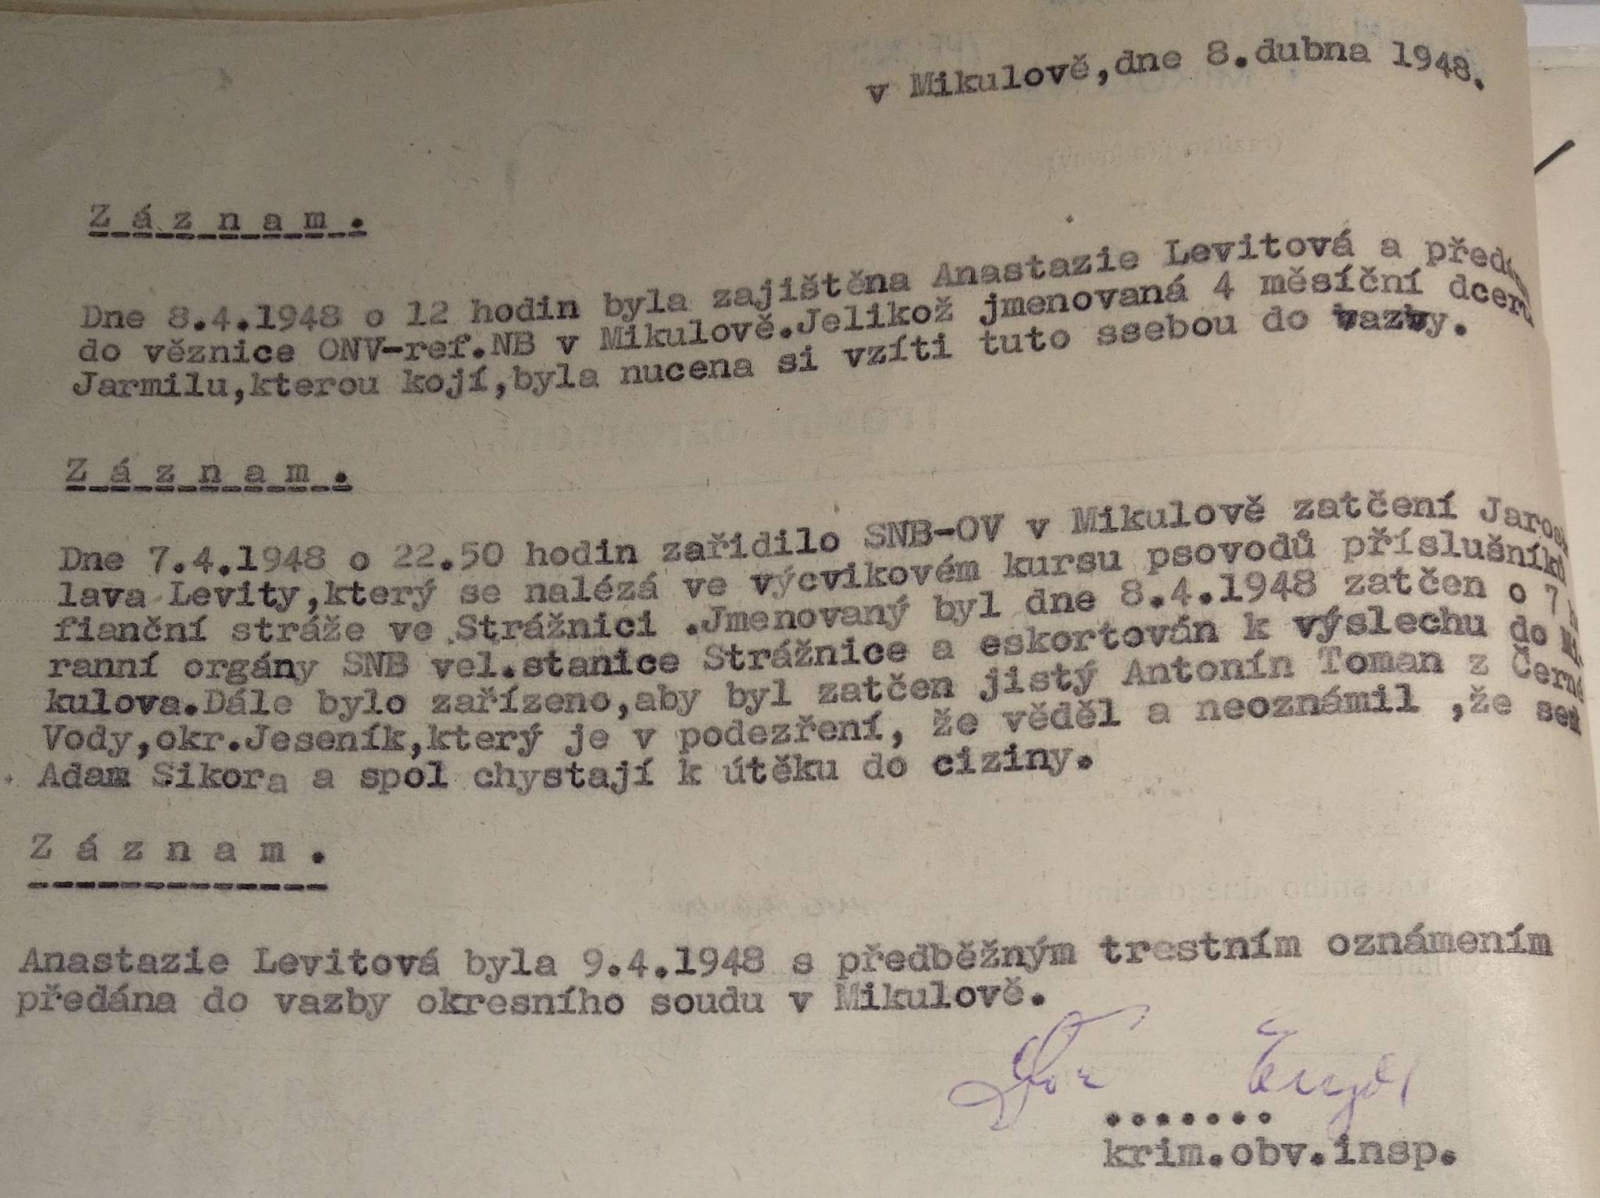 v Mikulově,dne 8.dubna 1948.
Záznam.
Dne 8.4.1948 o 12 hodin byla zajištěna Anastazie Levitová a předána
do věznice ONV-ref.NB v Mikulově.Jelikož jmenovaná 4 měsíční dceru
Jarmilu,kterou kojí,byla nucena si vzíti tuto ssebou do vazby.
Záznam.
Dne 7.4.1948 o 22.50 hodin zařidilo SNB-OV v Mikulově zatčení Jaros
lava Levity,který se nalézá ve výcvikovém kursu psovodů příslušníků
fianční stráže ve Strážnici .Jmenovaný byl dne 8.4.1948 zatčen o 7 h
ranní orgány SNB vel.stanice Strážnice a eskortován k výslechu do Mi
kulova.Dále bylo zařízeno,aby byl zatčen jistý Antonín Toman z Černé
Vody,okr.Jeseník,který je v podezření, že věděl a neoznámil ,že se
Adam Sikora a spol chystají k útěku do ciziny.
Záznam.
Anastazie Levitová byla 9.4.1948 s předběžným trestním oznámením
předána do vazby okresního soudu v Mikulově.
krim.obv.insp.